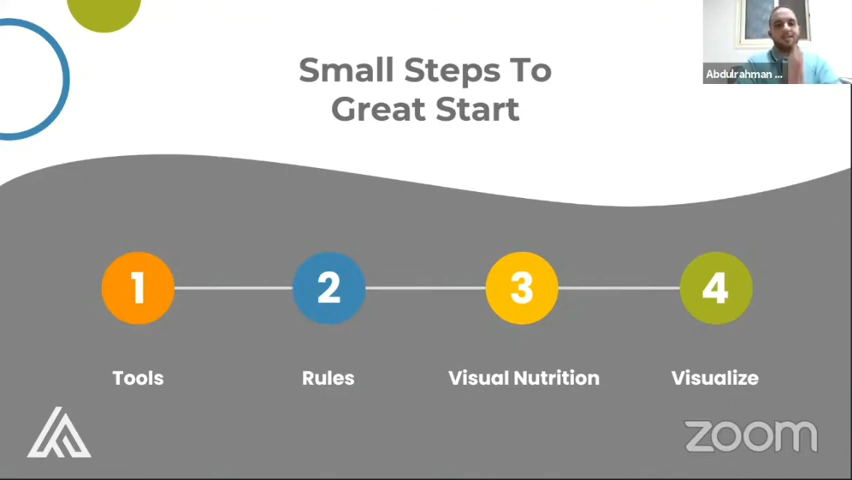 Small Steps To
Great Start
Abdulrahman ...
1
2
3
4
Tools
Rules
Visual Nutrition
Visualize
zoom